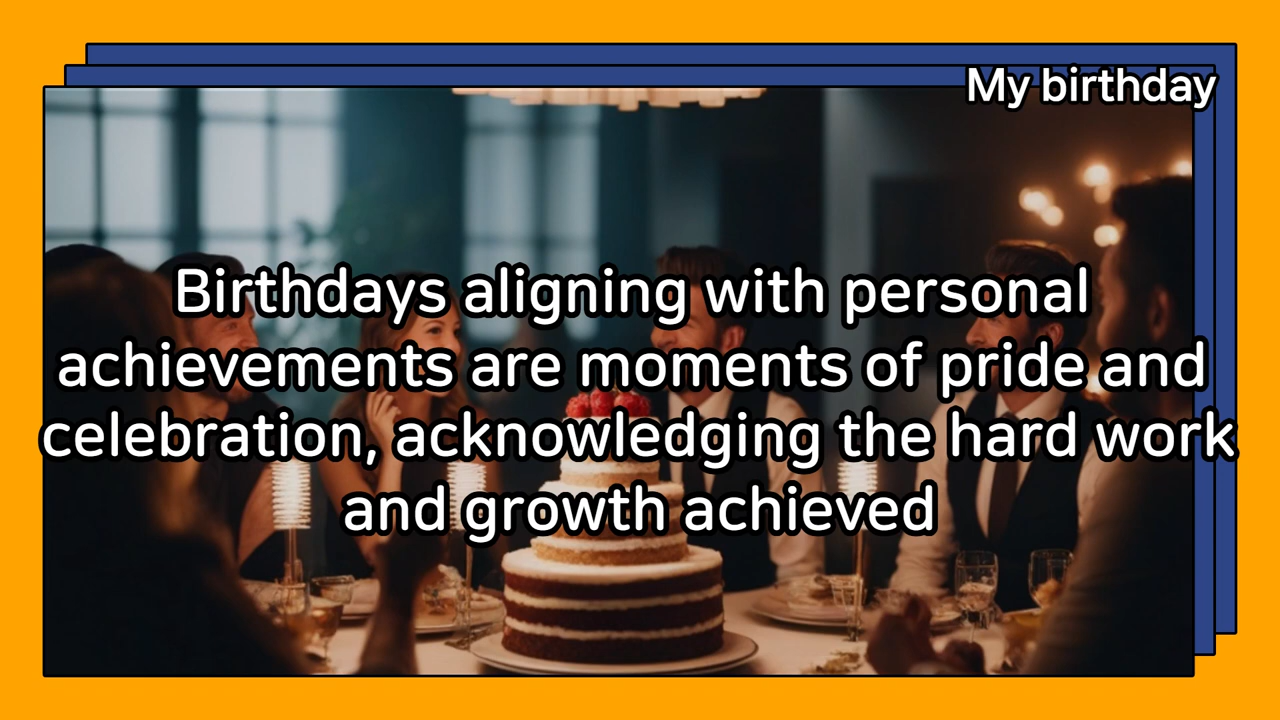 My birthday
Birthdays aligning with personal
achievements are moments of pride and
celebration, acknowledging the hard work
and growth achieved